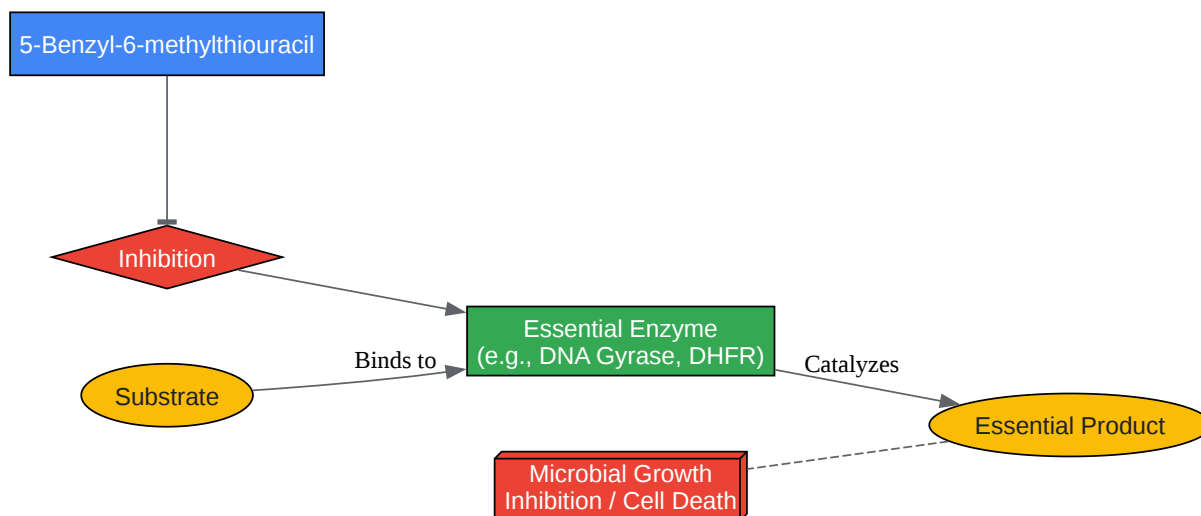 5-Benzyl-6-methylthiouracil
Inhibition
Essential Enzyme
(e.g., DNA Gyrase, DHFR)
Binds to
Catalyzes
Substrate
Essential Product
Microbial Growth
Inhibition / Cell Death